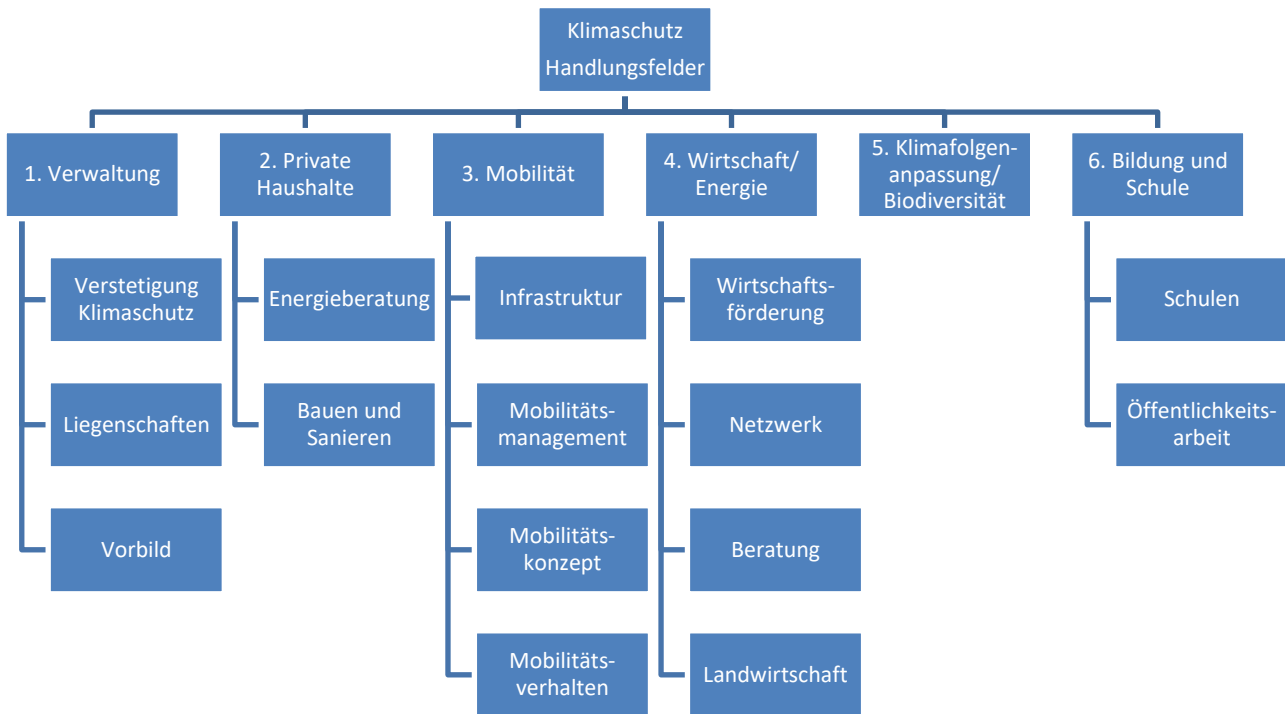 Klimaschutz
Handlungsfelder
1. Verwaltung
2. Private
Haushalte
3. Mobilität
4. Wirtschaft/
Energie
5. Klimafolgen-
anpassung/
Biodiversität
6. Bildung und
Schule
Verstetigung
Klimaschutz
Liegenschaften
Vorbild
Energieberatung
Bauen und
Sanieren
Infrastruktur
Mobilitäts-
management
Mobilitäts-
konzept
Mobilitäts-
verhalten
Wirtschafts-
förderung
Netzwerk
Beratung
Landwirtschaft
Schulen
Öffentlichkeits-
arbeit